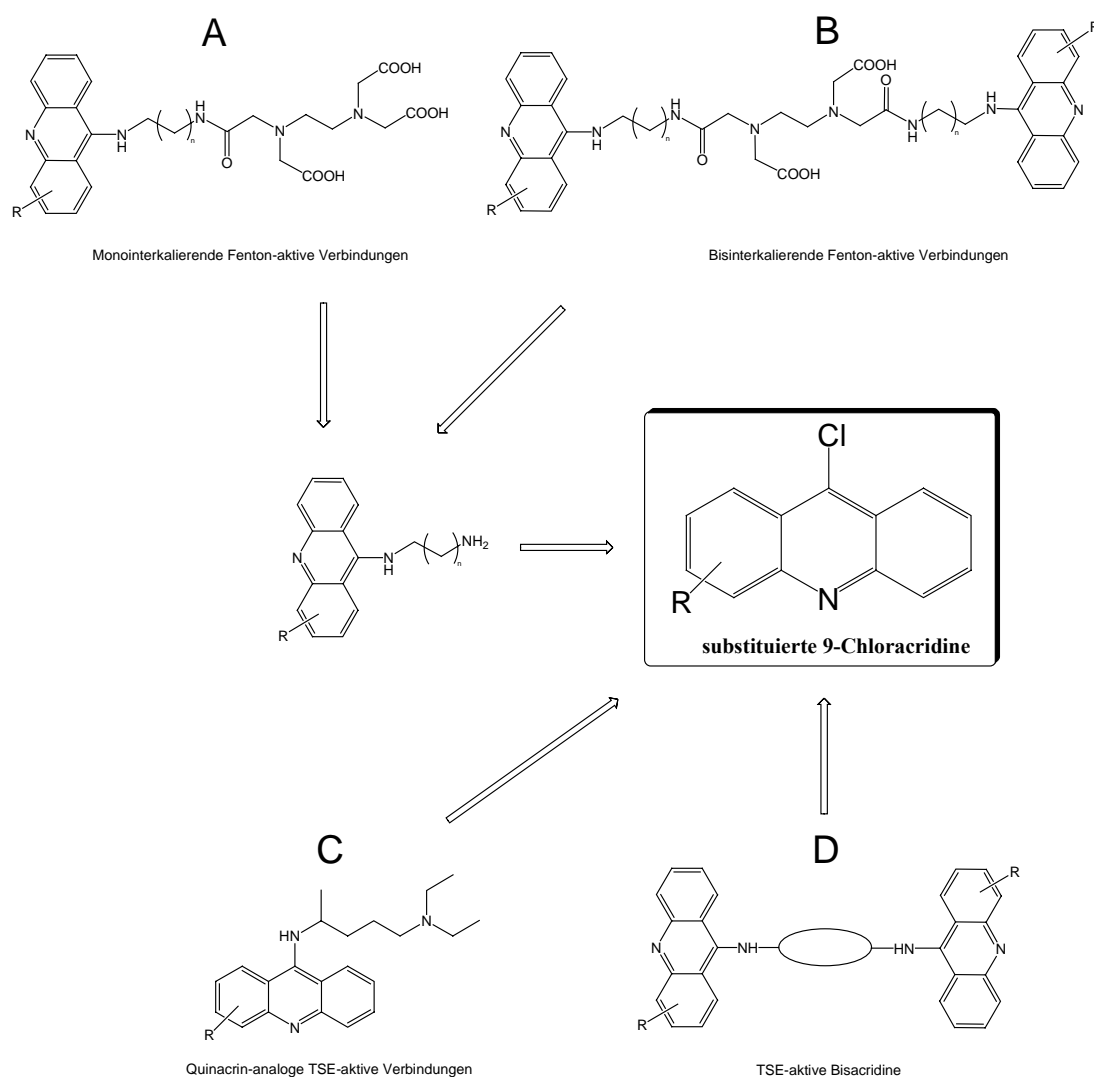 A
B
COOH
COOH
COOH
N
N
N
N
H
H
N
O
n
R
Monointerkalierende Fenton-aktive Verbindungen
R
COOH
O
H
N
N
N
N
H
N
H
N
H
N
N
O
n
n
COOH
R
Bisinterkalierende Fenton-aktive Verbindungen
N
N
H
NH2
n
R
Cl
R
N
substituierte 9-Chloracridine
C
D
N
HN
R
N
Quinacrin-analoge TSE-aktive Verbindungen
R
N
NH
HN
N
R
TSE-aktive Bisacridine